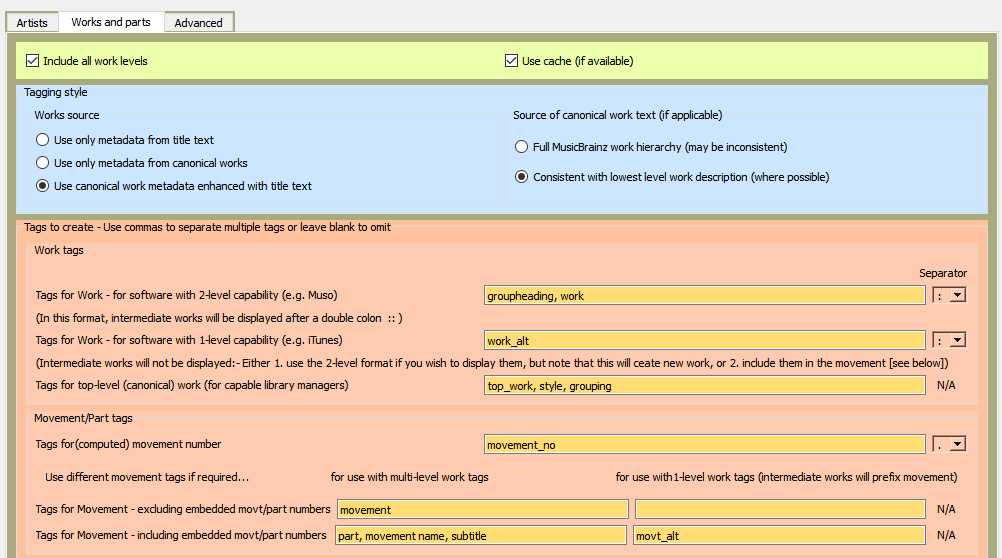 Artists Works and parts Advanced
Include all work levels Use cache (if available)
Tagging style
Works source Source of canonical work text (if applicable)
Use only metadata from title text
Full MusicBrainz work hierarchy (may be inconsistent)
Use only metadata from canonical works
Use canonical work metadata enhanced with title text
Consistent with lowest level work description (where possible)
Tags to create - Use commas to separate multiple tags or leave blank to omit
Work tags
Separator
Tags for Work - for software with 2-level capability (e.g. Muso) groupheading, work :
(In this format, intermediate works will be displayed after a double colon :: )
Tags for Work - for software with 1-level capability (e.g. iTunes) work_alt :
(Intermediate works will not be displayed:- Either 1. use the 2-level format if you wish to display them, but note that this will ceate new work, or 2. include them in the movement [see below])
Tags for top-level (canonical) work (for capable library managers) top_work, style, grouping N/A
Movement/Part tags
Tags for(computed) movement number movement_no .
Use different movement tags if required... for use with multi-level work tags for use with1-level work tags (intermediate works will prefix movement)
Tags for Movement - excluding embedded movt/part numbers movement N/A
Tags for Movement - including embedded movt/part numbers part, movement name, subtitle movt_alt N/A